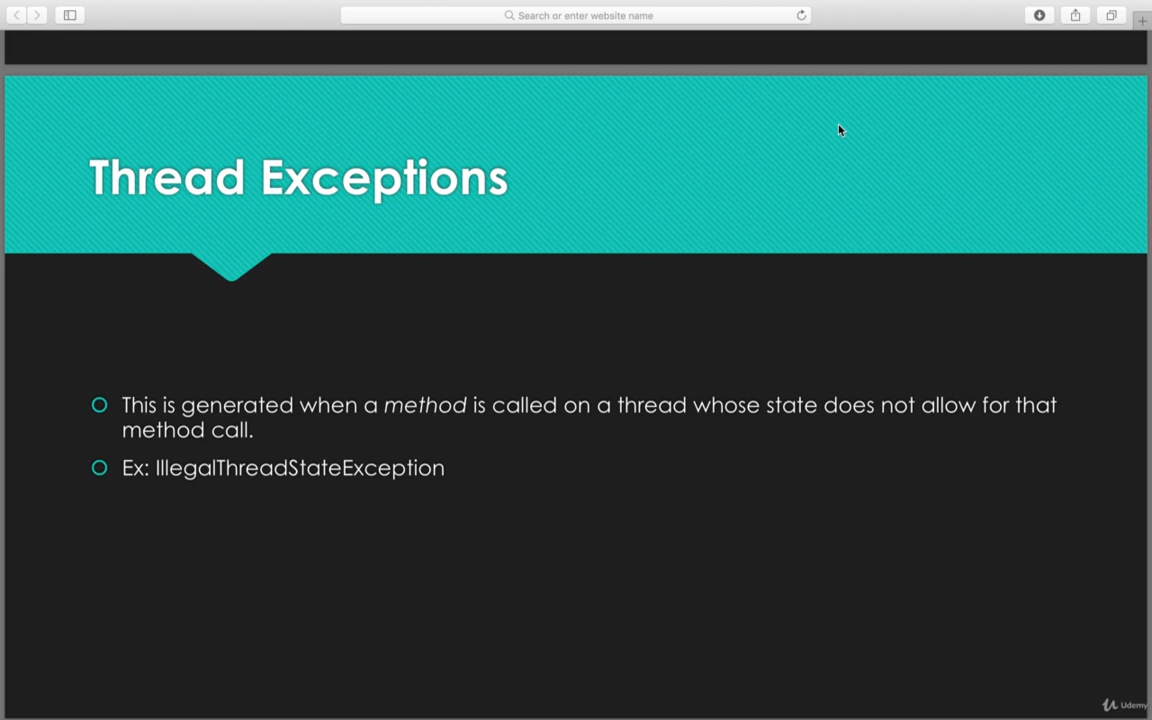 Search or enter website name
Thread Exceptions
This is generated when a method is called on a thread whose state does not allow for that
method call.
Ex: IllegalThreadStateException
Udemy